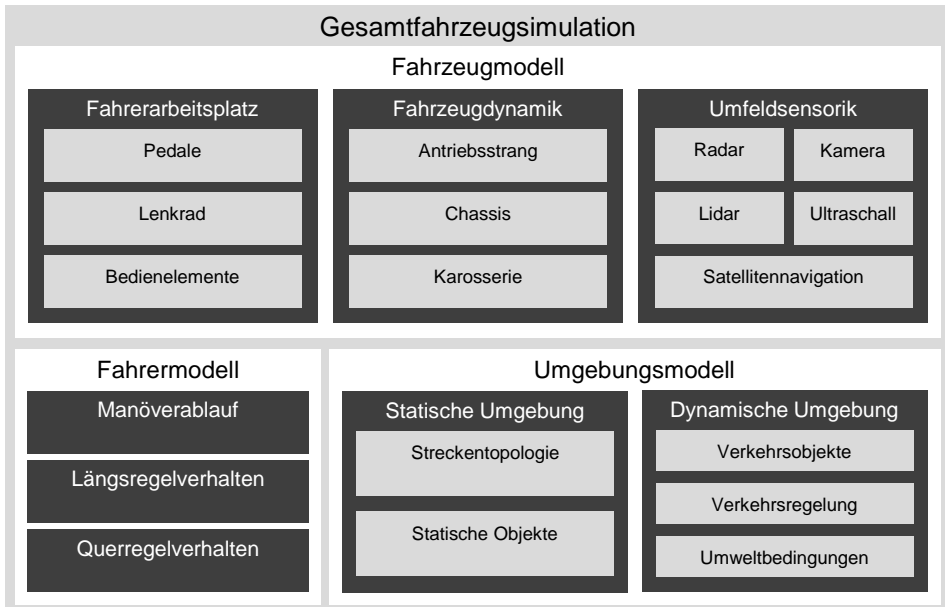 Gesamtfahrzeugsimulation
Fahrzeugmodell
Fahrerarbeitsplatz
Pedale
Lenkrad
Bedienelemente
Fahrzeugdynamik
Antriebsstrang
Chassis
Karosserie
Umfeldsensorik
Radar
Kamera
Lidar
Ultraschall
Satellitennavigation
Fahrermodell
Manöverablauf
Längsregelverhalten
Querregelverhalten
Umgebungsmodell
Statische Umgebung
Streckentopologie
Statische Objekte
Dynamische Umgebung
Verkehrsobjekte
Verkehrsregelung
Umweltbedingungen